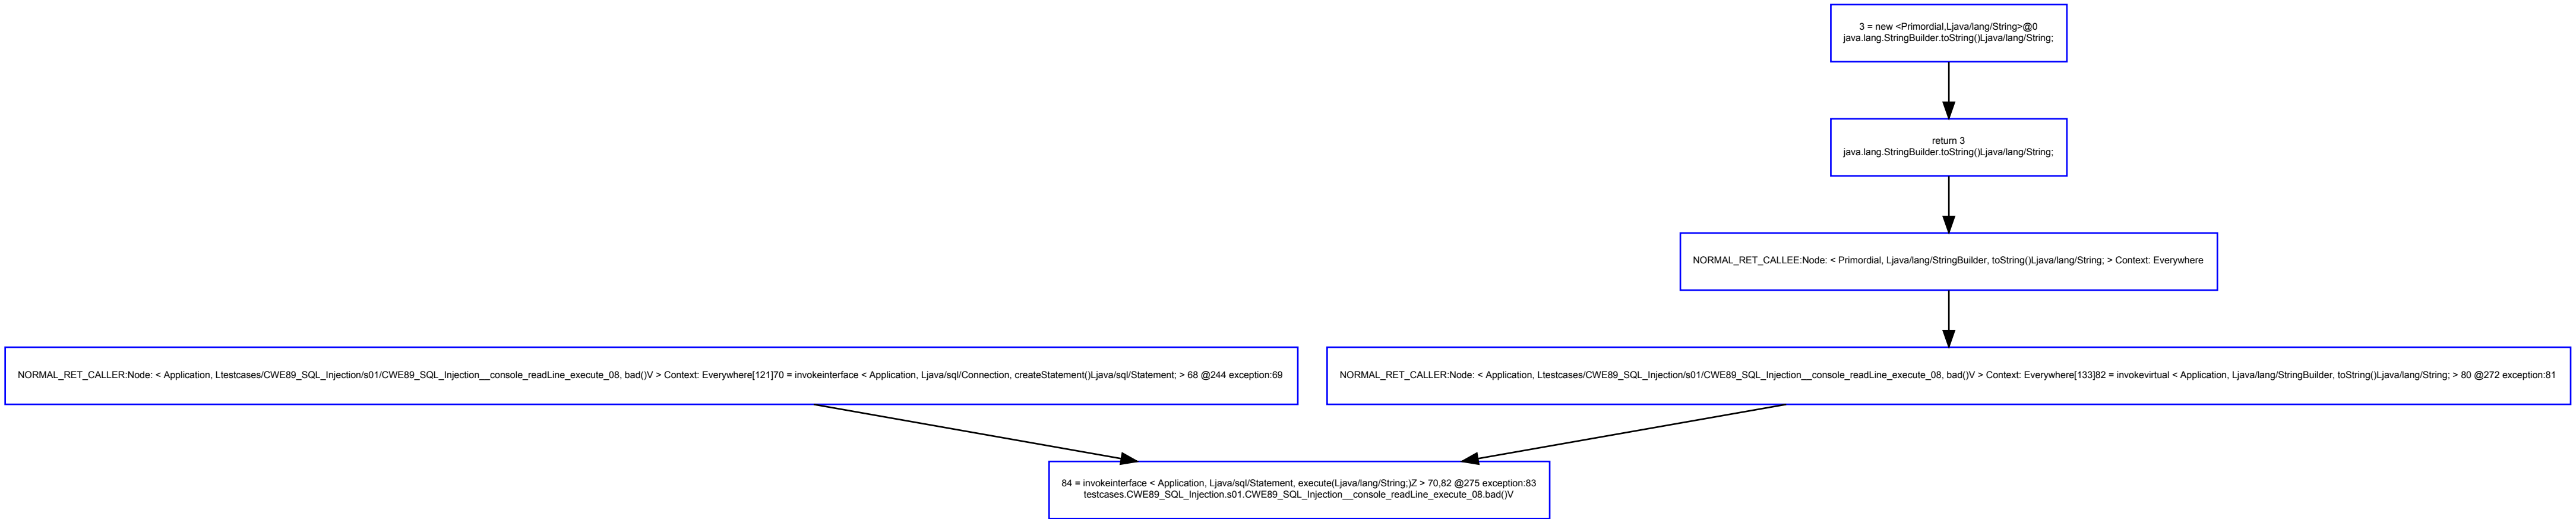 3 = new <Primordial,Ljava/lang/String>@0
java.lang.StringBuilder.toString()Ljava/lang/String;
return 3
java.lang.StringBuilder.toString()Ljava/lang/String;
NORMAL_RET_CALLEE:Node: < Primordial, Ljava/lang/StringBuilder, toString()Ljava/lang/String; > Context: Everywhere
NORMAL_RET_CALLER:Node: < Application, Ltestcases/CWE89_SQL_Injection/s01/CWE89_SQL_Injection__console_readLine_execute_08, bad()V > Context: Everywhere[121]70 = invokeinterface < Application, Ljava/sql/Connection, createStatement()Ljava/sql/Statement; > 68 @244 exception:69
NORMAL_RET_CALLER:Node: < Application, Ltestcases/CWE89_SQL_Injection/s01/CWE89_SQL_Injection__console_readLine_execute_08, bad()V > Context: Everywhere[133]82 = invokevirtual < Application, Ljava/lang/StringBuilder, toString()Ljava/lang/String; > 80 @272 exception:81
84 = invokeinterface < Application, Ljava/sql/Statement, execute(Ljava/lang/String;)Z > 70,82 @275 exception:83
testcases.CWE89_SQL_Injection.s01.CWE89_SQL_Injection__console_readLine_execute_08.bad()V